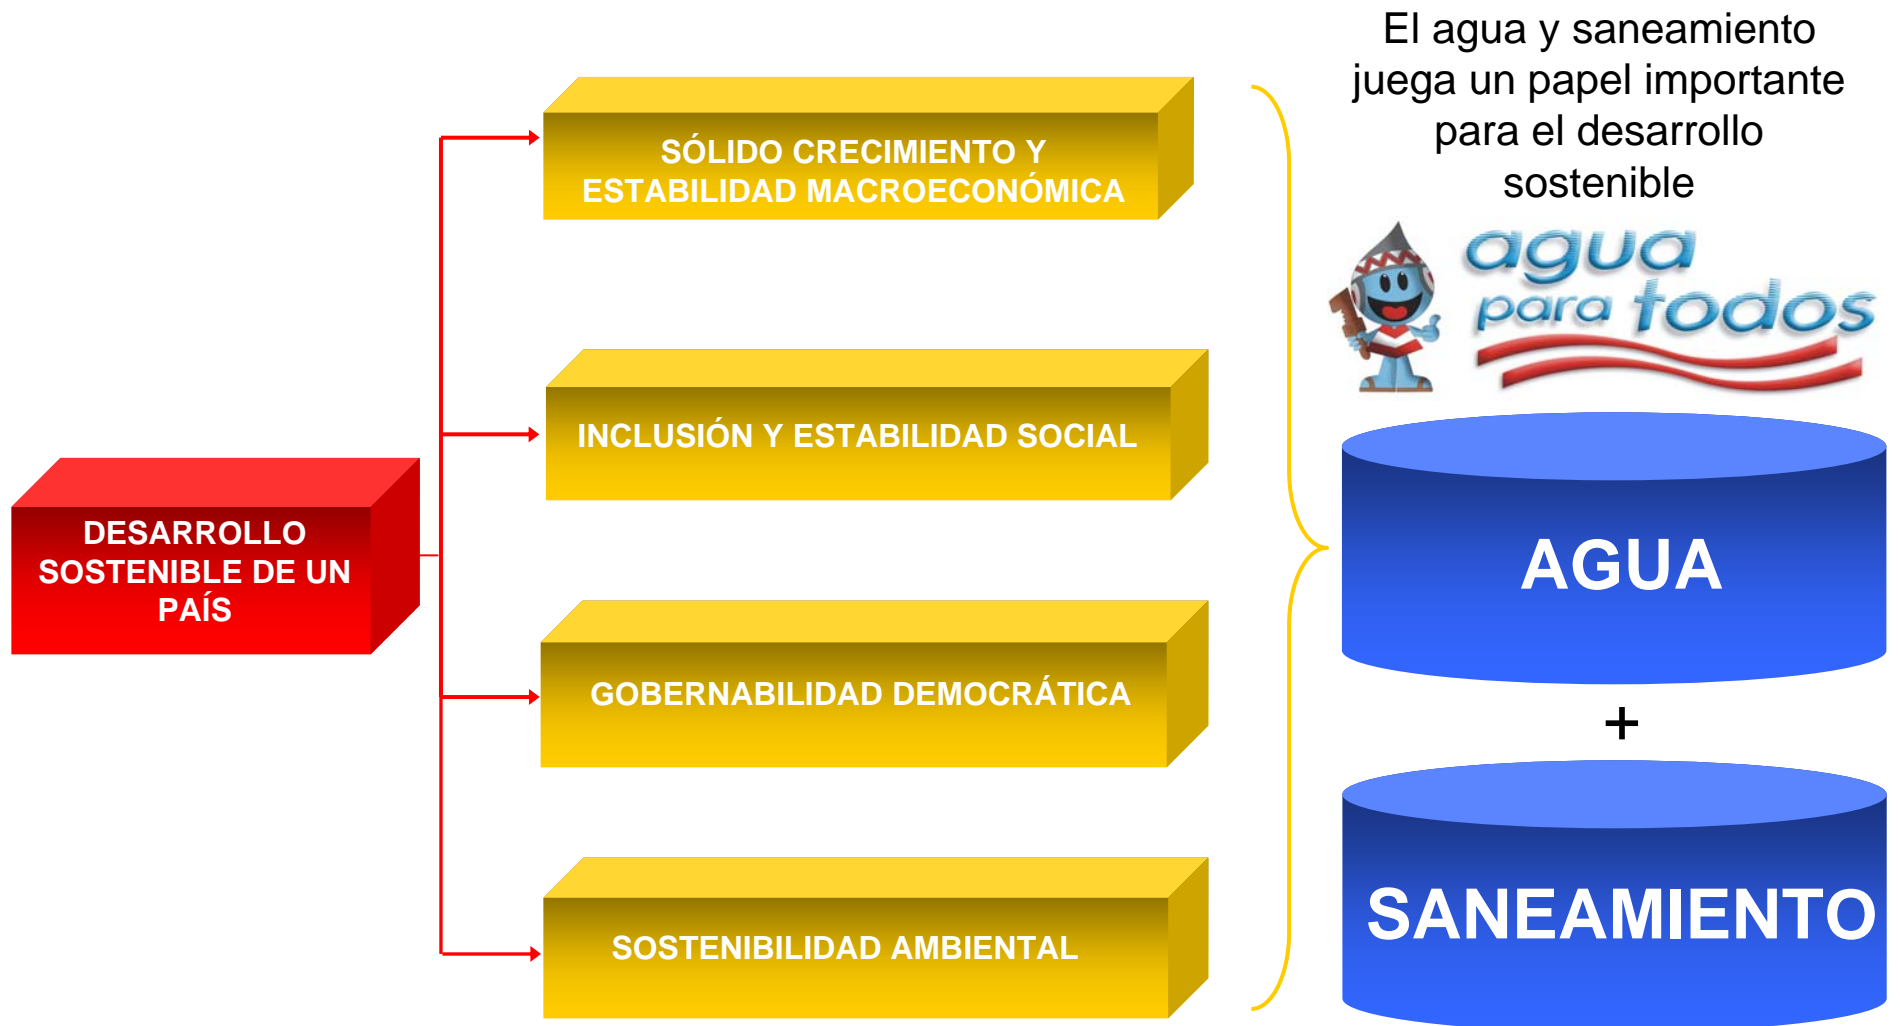 El agua y saneamiento
juega un papel importante
para el desarrollo
sostenible
agua
para todos
SÓLIDO CRECIMIENTO Y
ESTABILIDAD MACROECONÓMICA
INCLUSIÓN Y ESTABILIDAD SOCIAL
DESARROLLO
SOSTENIBLE DE UN
PAÍS
GOBERNABILIDAD DEMOCRÁTICA
SOSTENIBILIDAD AMBIENTAL
AGUA
+
SANEAMIENTO